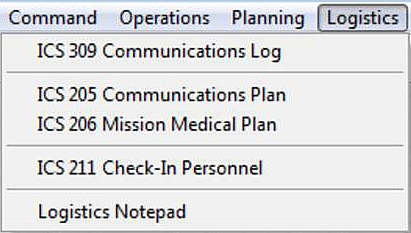 Command Operations Planning Logistics
ICS 309 Communications Log
ICS 205 Communications Plan
ICS 206 Mission Medical Plan
ICS 211 Check-In Personnel
Logistics Notepad